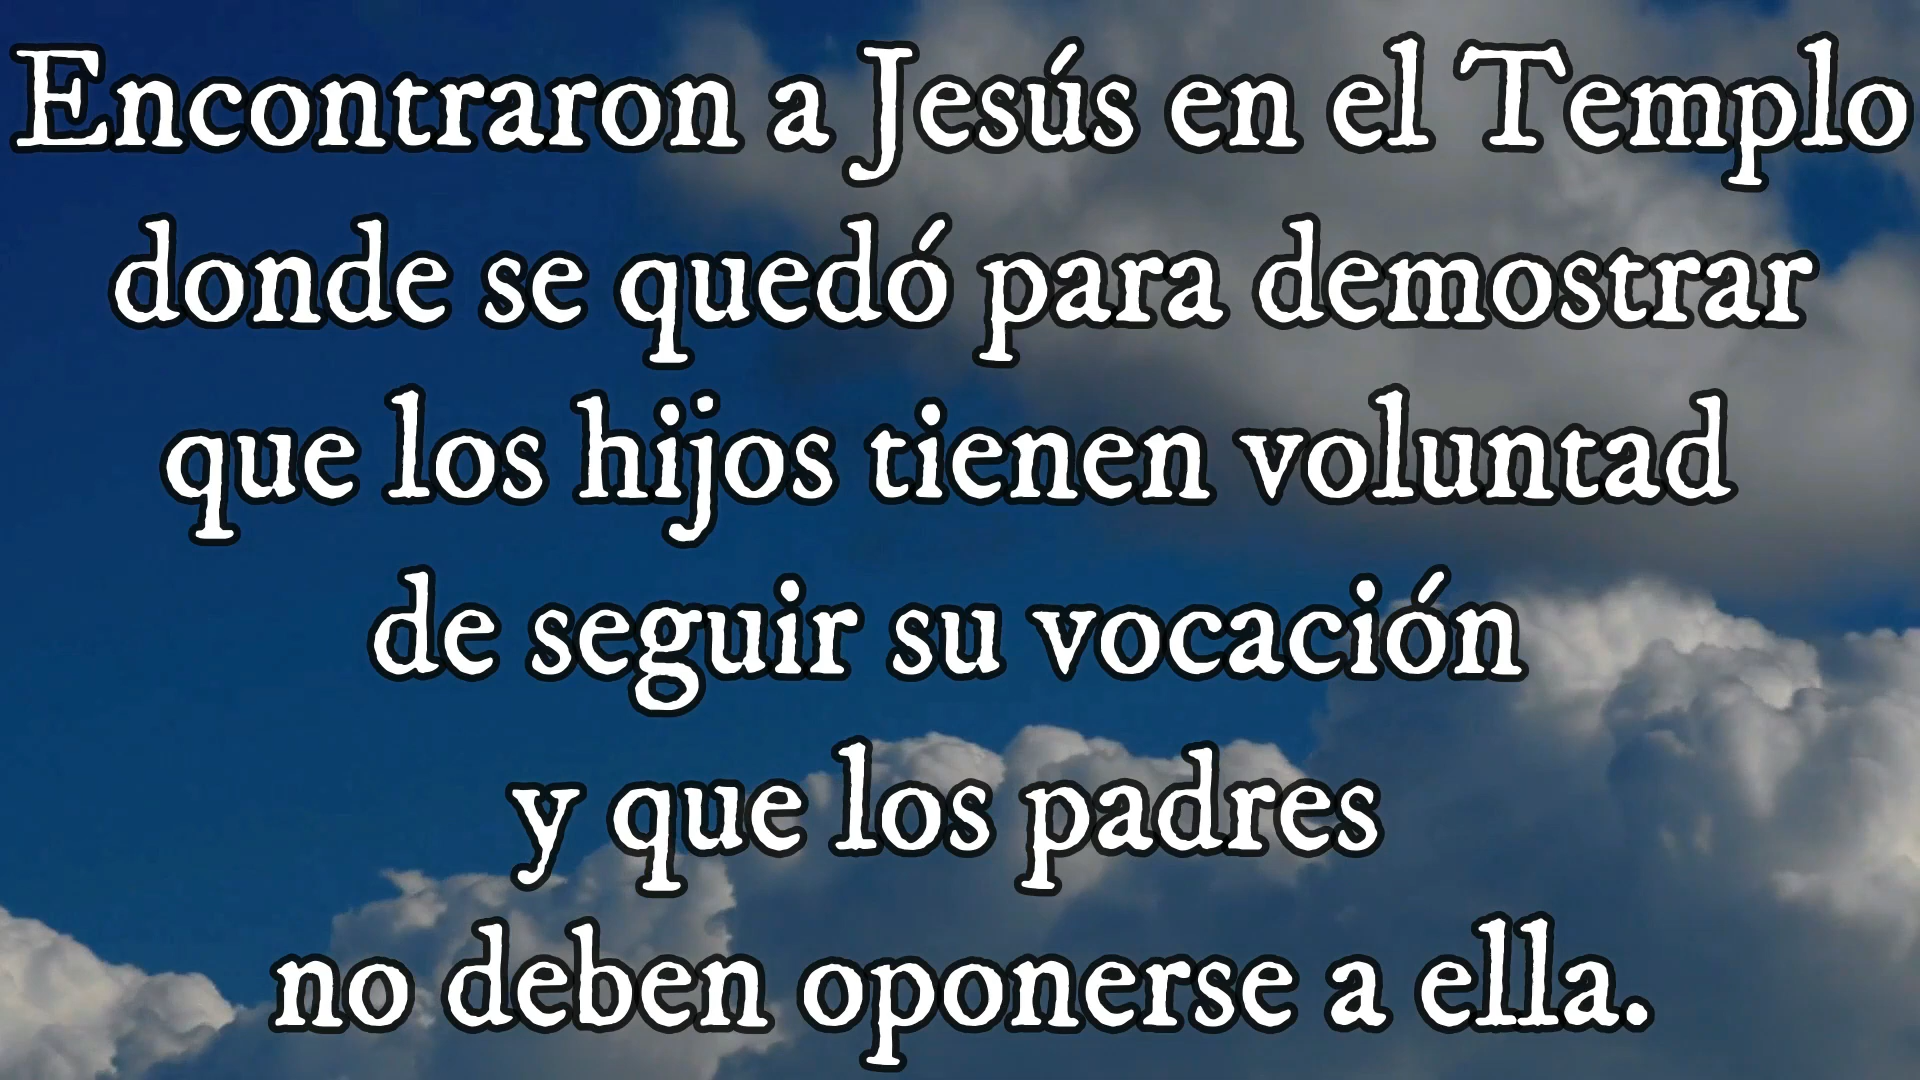 Encontraron a Jesús en el Templo
donde se quedó para demostrar
que los hijos tienen voluntad
de seguir su vocación
y que los padres
no deben oponerse a ella.